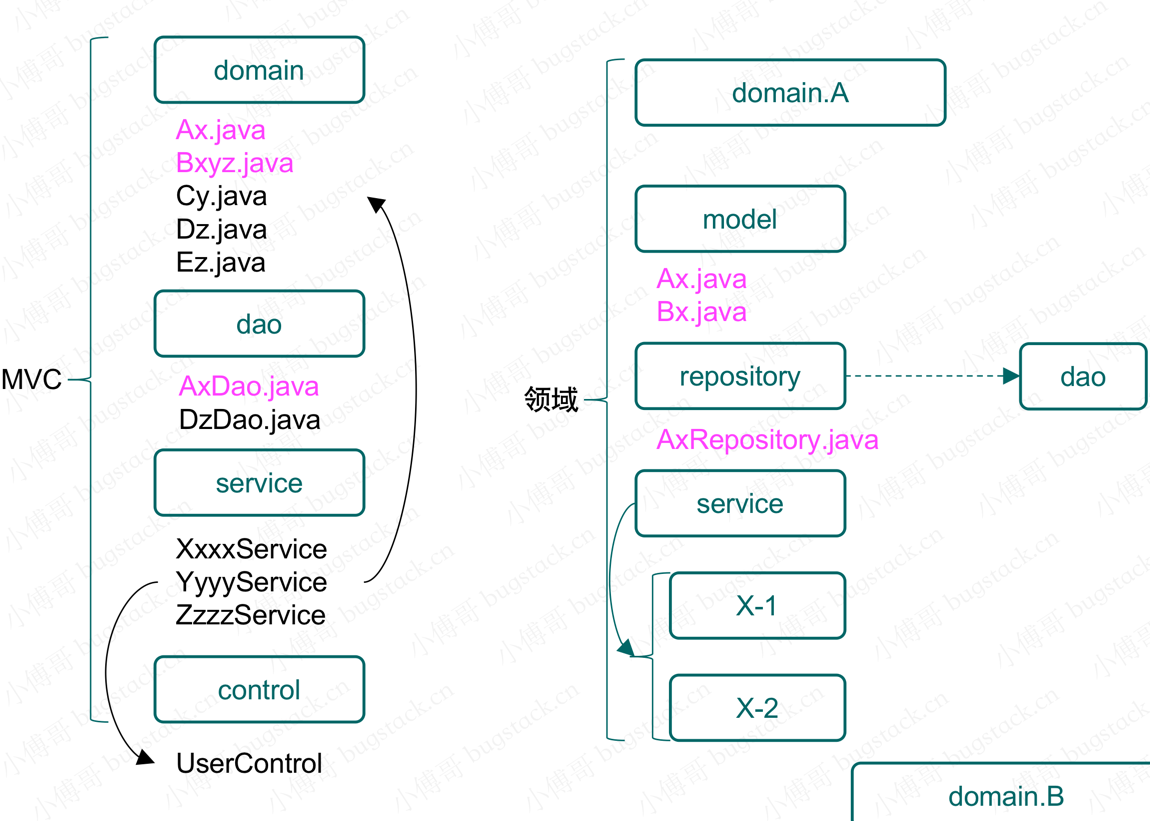 MVC
domain
Ax.java
Bxyz.java
Cy.java
Dz.java
Ez.java
dao
AxDao.java
DzDao.java
service
XxxxService
YyyyService
ZzzzService
control
UserControl
领域
domain.A
model
Ax.java
Bx.java
repository
dao
AxRepository.java
service
X-1
X-2
domain.B
小傅哥 bugstack.cn